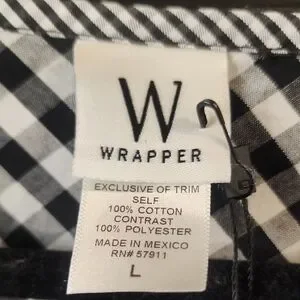 W
WRAPPER
EXCLUSIVE OF TRIM
SELF
100% COTTON
CONTRAST
100% POLYESTER
MADE IN MEXICO
RN# 57911
L